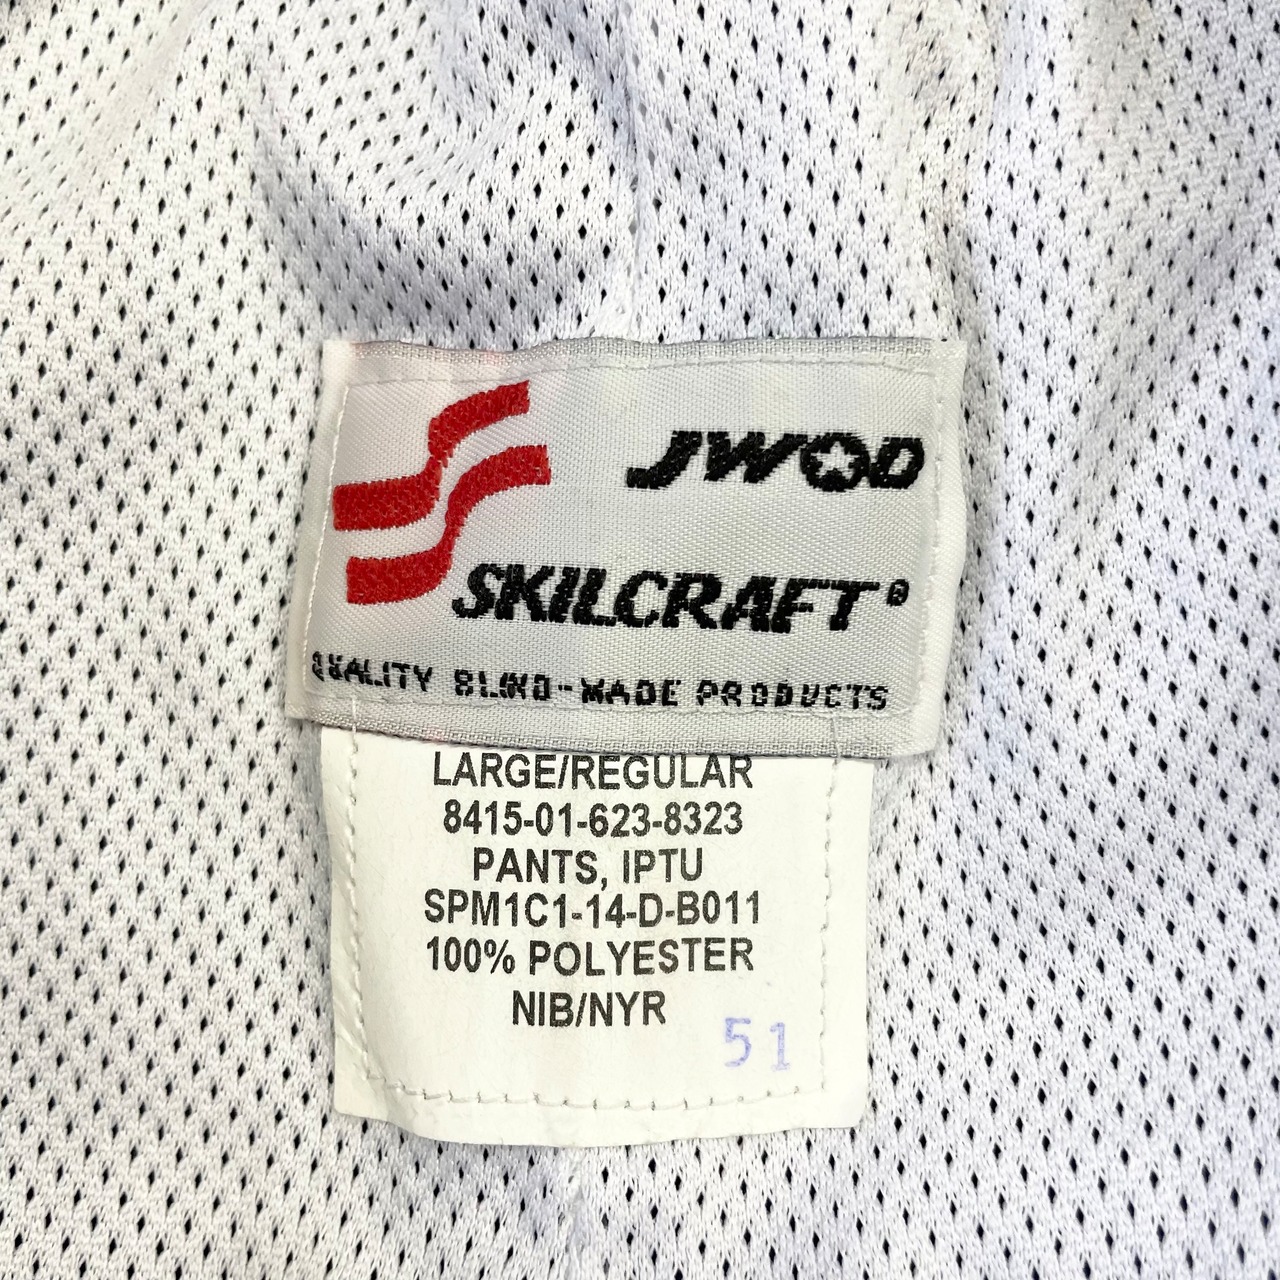 JWOD
SKILCRAFT®
QUALITY BLIND-MADE PRODUCTS
LARGE/REGULAR
8415-01-623-8323
PANTS, IPTU
SPM1C1-14-D-B011
100% POLYESTER
NIB/NYR
51